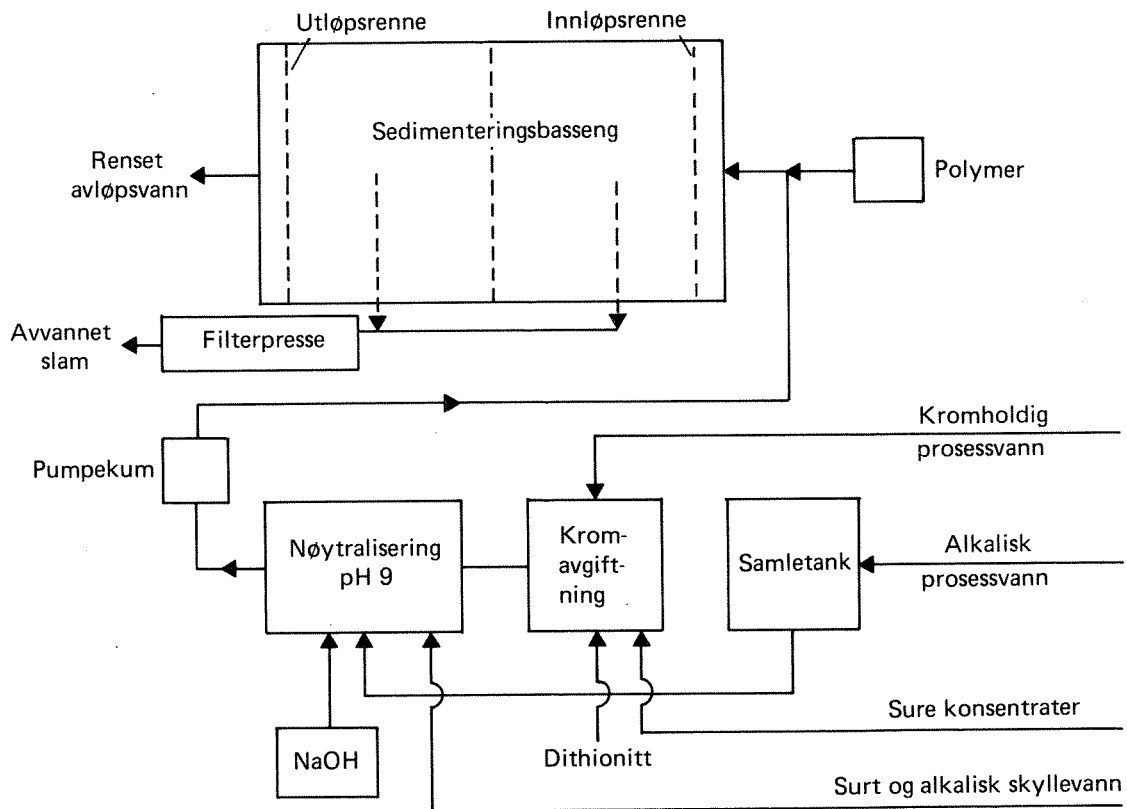 Utløpsrenne
Innløpsrenne
Sedimenteringsbasseng
Renset
avløpsvann
Polymer
Avvannet
slam
Filterpresse
Kromholdig
prosessvann
Pumpekum
Nøytralisering
pH 9
Krom-
avgift-
ning
Samletank
Alkalisk
prosessvann
Sure konsentrater
NaOH
Dithionitt
Surt og alkalisk skyllevann